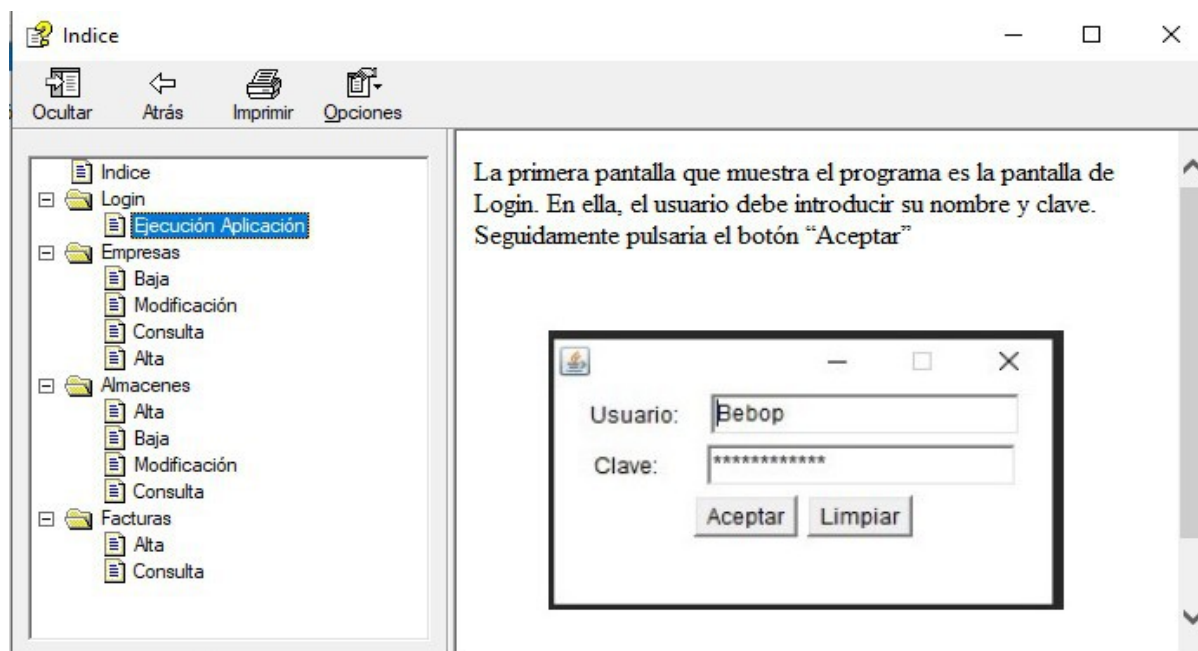 Indice
Ocultar Atrás Imprimir Opciones
Indice
Login
Ejecución Aplicación
Empresas
Baja
Modificación
Consulta
Alta
Almacenes
Alta
Baja
Modificación
Consulta
Facturas
Alta
Consulta
La primera pantalla que muestra el programa es la pantalla de
Login. En ella, el usuario debe introducir su nombre y clave.
Seguidamente pulsaría el botón “Aceptar”
Usuario: Bebop
Clave: ************
Aceptar Limpiar